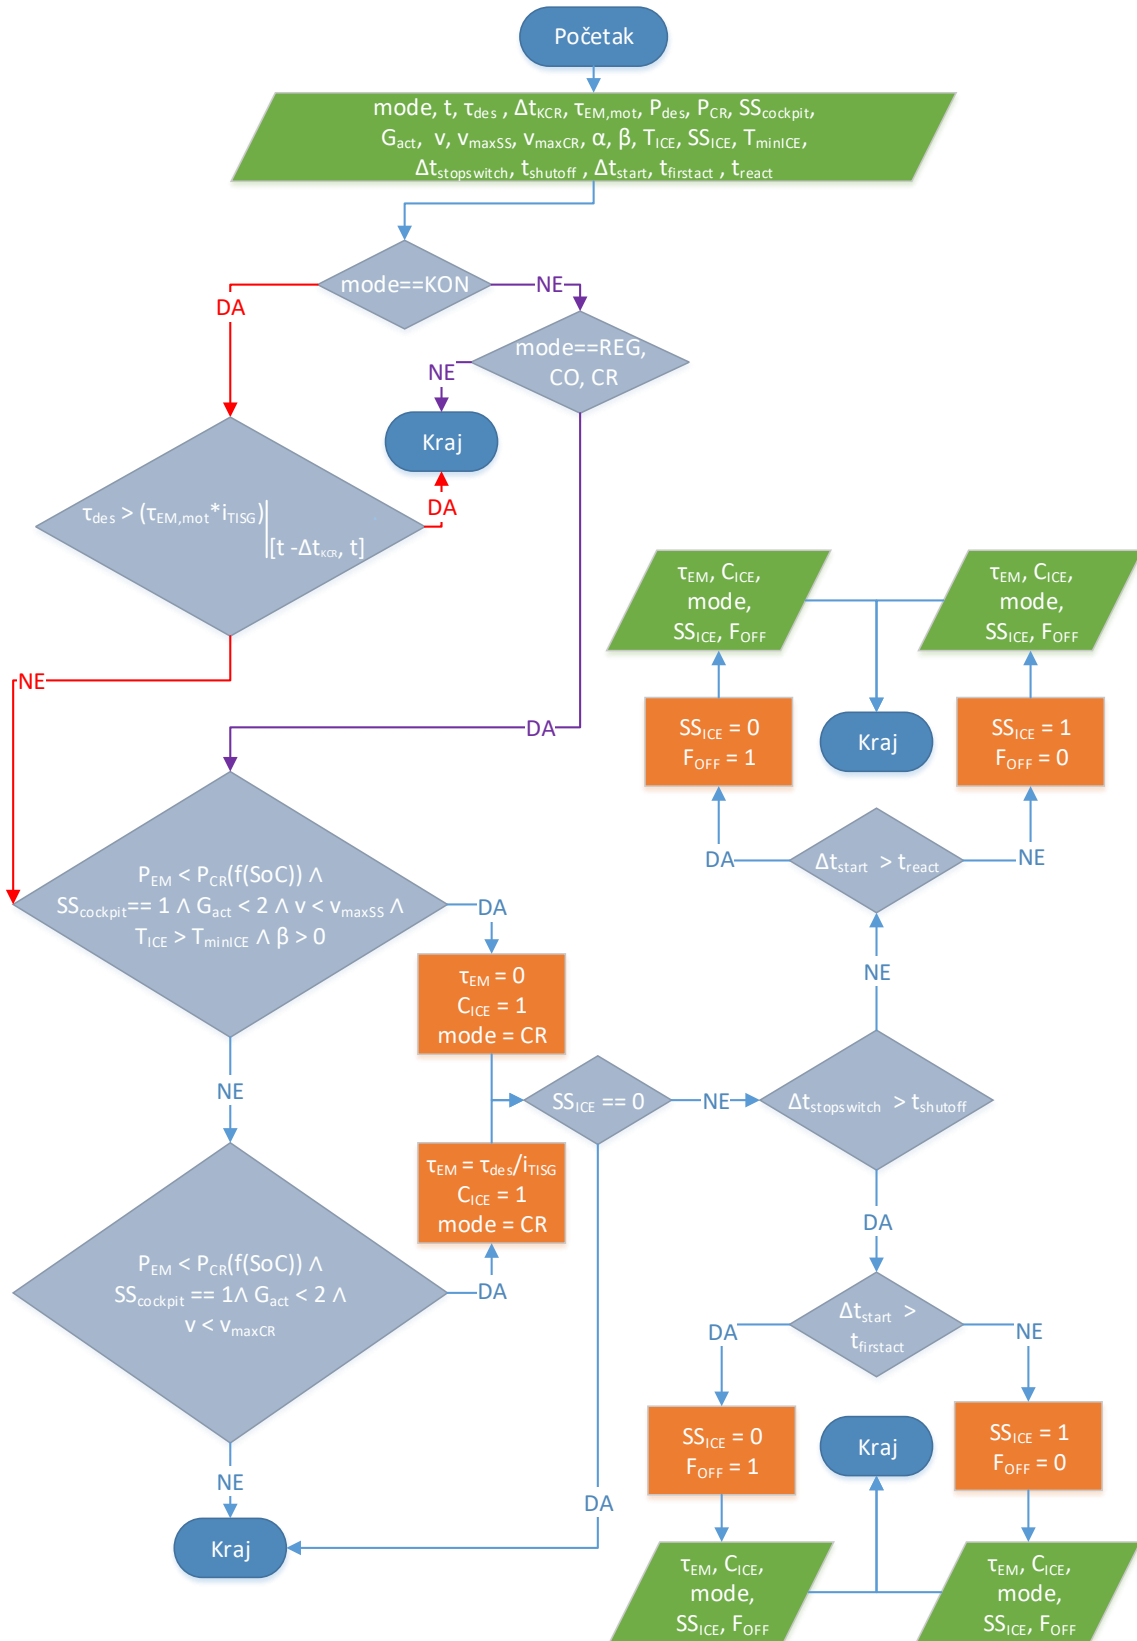 Početak
mode, t, τdes , ΔtKCR, τEM,mot, Pdes, PCR, SScockpit,
Gact, v, vmaxSS, vmaxCR, α, β, TICE, SSICE, TminICE,
Δtstopswitch, tshutoff , Δtstart, tfirstact , treact
mode==KON
DA
NE
mode==REG,
CO, CR
NE
Kraj
DA
τdes > (τEM,mot*iTISG)
[t -ΔtKCR, t]
NE
DA
PEM < PCR(f(SoC)) Λ
SScockpit== 1 Λ Gact < 2 Λ v < vmaxSS Λ
TICE > TminICE Λ β > 0
DA
τEM = 0
CICE = 1
mode = CR
NE
PEM < PCR(f(SoC)) Λ
SScockpit == 1Λ Gact < 2 Λ
v < vmaxCR
DA
τEM = τdes/iTISG
CICE = 1
mode = CR
NE
Kraj
SSICE == 0
DA
NE
Δtstopswitch > tshutoff
NE
Δtstart > treact
DA
NE
SSICE = 0
FOFF = 1
SSICE = 1
FOFF = 0
τEM, CICE,
mode,
SSICE, FOFF
τEM, CICE,
mode,
SSICE, FOFF
Kraj
DA
Δtstart >
tfirstact
DA
NE
SSICE = 0
FOFF = 1
SSICE = 1
FOFF = 0
Kraj
τEM, CICE,
mode,
SSICE, FOFF
τEM, CICE,
mode,
SSICE, FOFF